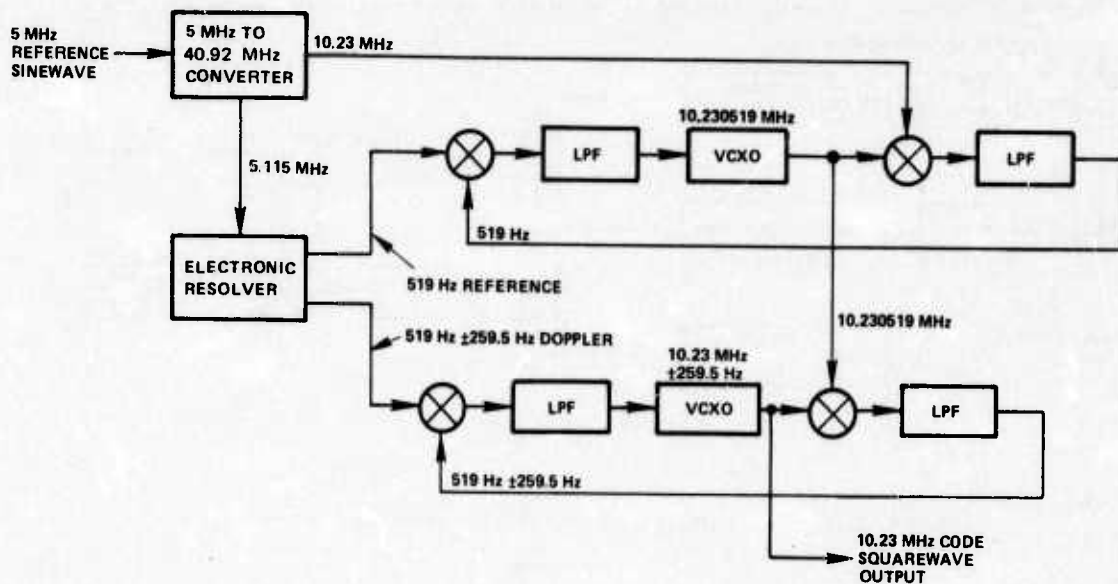 5 MHz
REFERENCE
SINEWAVE
5 MHz TO
40.92 MHz
CONVERTER
10.23 MHz
5.115 MHz
ELECTRONIC
RESOLVER
LPF
10.230519 MHz
VCXO
LPF
519 Hz
519 Hz REFERENCE
519 Hz ±259.5 Hz DOPPLER
10.230519 MHz
LPF
10.23 MHz
±259.5 Hz
VCXO
LPF
519 Hz ±259.5 Hz
10.23 MHz CODE
SQUAREWAVE
OUTPUT